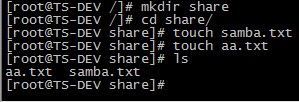 [root@TS-DEV /]# mkdir share
[root@TS-DEV /]# cd share/
[root@TS-DEV share]# touch samba.txt
[root@TS-DEV share]# touch aa.txt
[root@TS-DEV share]# ls
aa.txt  samba.txt
[root@TS-DEV share]#